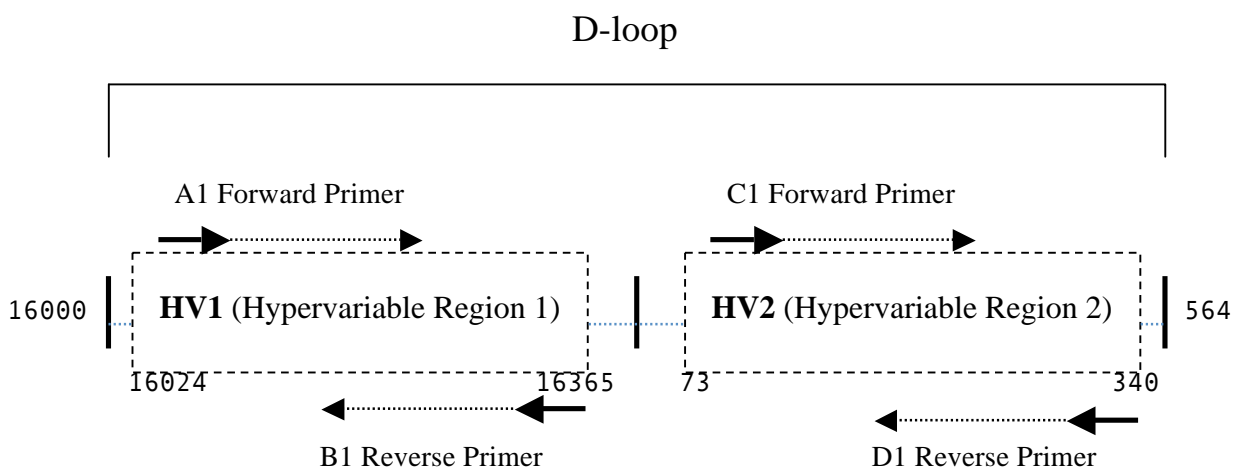 D-loop
A1 Forward Primer
C1 Forward Primer
16000
HV1 (Hypervariable Region 1)
HV2 (Hypervariable Region 2)
564
16024
16365
73
340
B1 Reverse Primer
D1 Reverse Primer